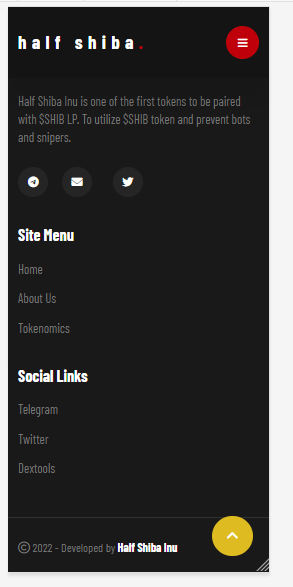 half shiba.
Half Shiba Inu is one of the first tokens to be paired
with $SHIB LP. To utilize $SHIB token and prevent bots
and snipers.
Site Menu
Home
About Us
Tokenomics
Social Links
Telegram
Twitter
Dextools
© 2022 - Developed by Half Shiba Inu